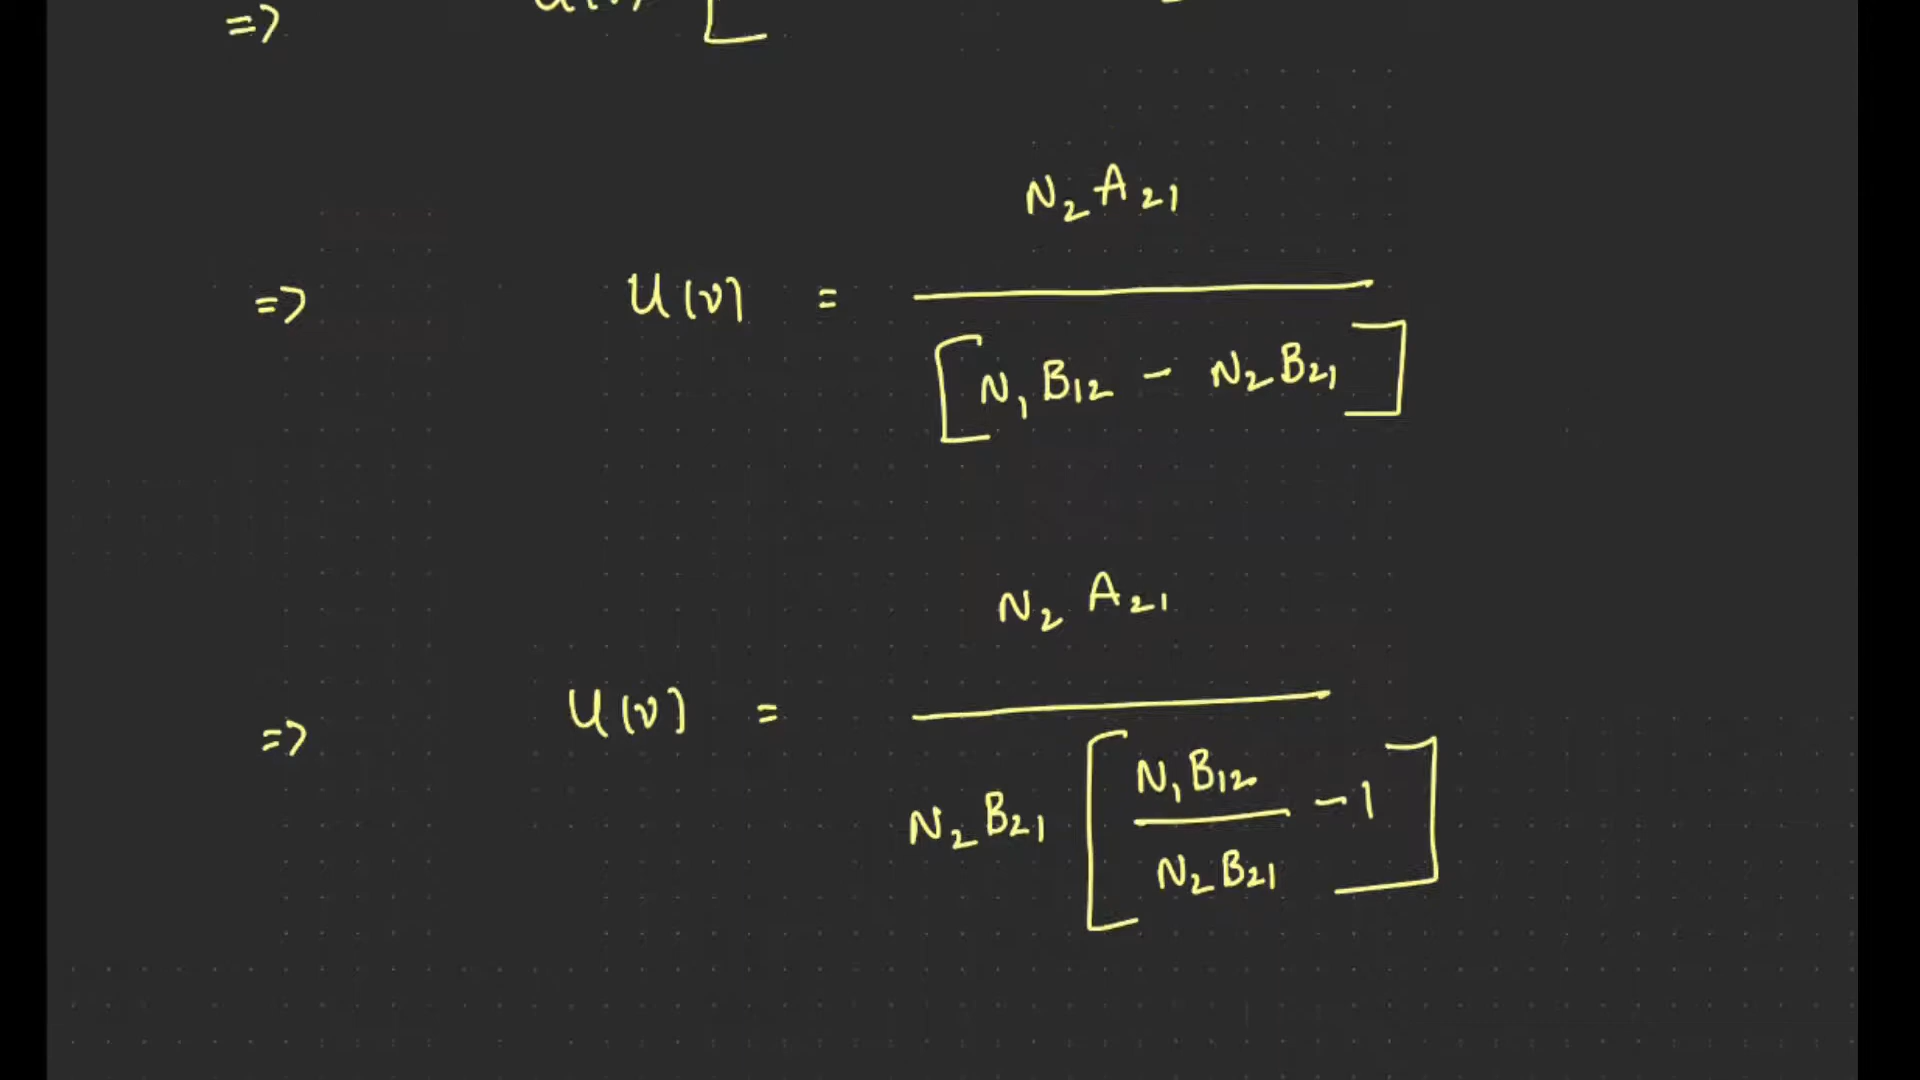 => U(ν) [
N₂A₂₁
=> U(ν) = ―――
[N₁B₁₂ - N₂B₂₁]
N₂ A₂₁
=> U(ν) = ―――
N₂B₂₁ [N₁B₁₂ / N₂B₂₁ - 1]